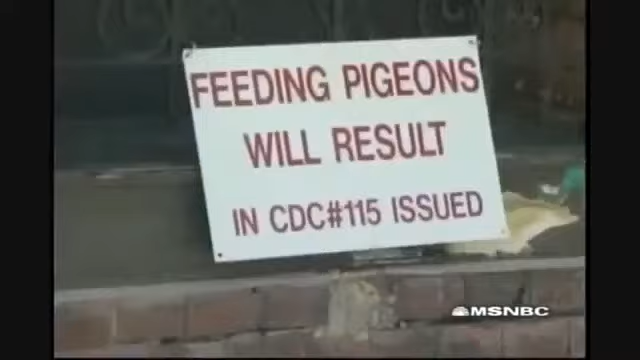 FEEDING PIGEONS
WILL RESULT
IN CDC#115 ISSUED
MSNBC